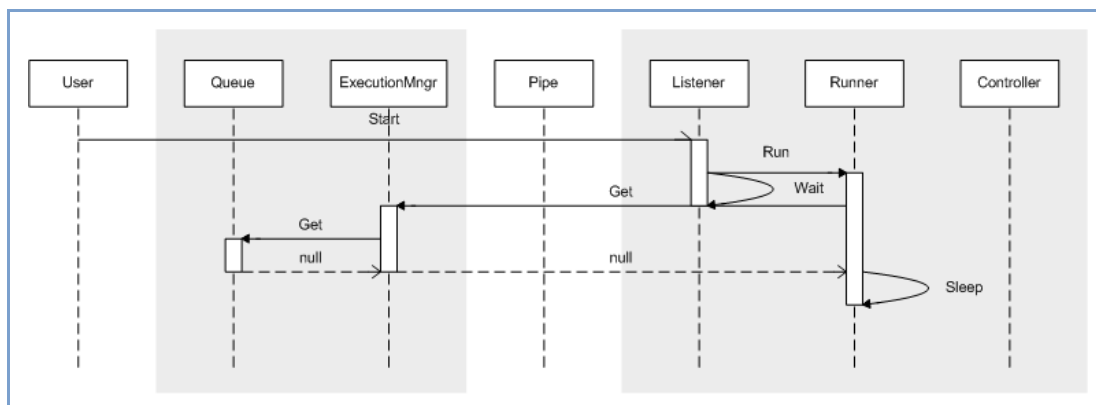 User
Queue
ExecutionMngr
Pipe
Listener
Runner
Controller
Start
Run
Wait
Get
Get
null
null
Sleep